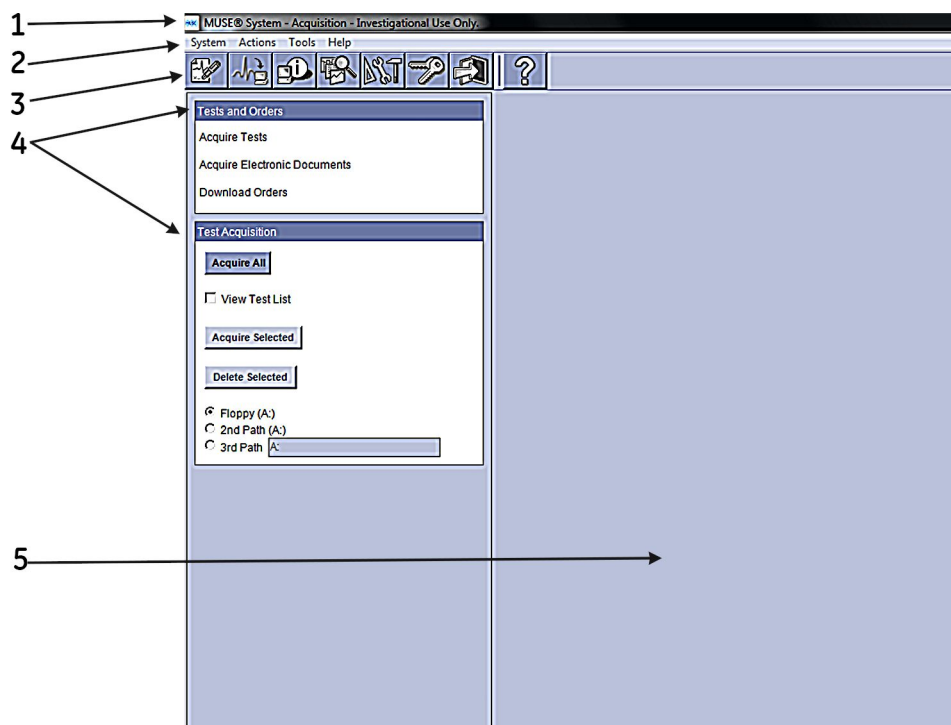 1
MUSE® System - Acquisition - Investigational Use Only.
2
System Actions Tools Help
3
4
Tests and Orders
Acquire Tests
Acquire Electronic Documents
Download Orders
Test Acquisition
Acquire All
View Test List
Acquire Selected
Delete Selected
Floppy (A:)
2nd Path (A:)
3rd Path A:
5